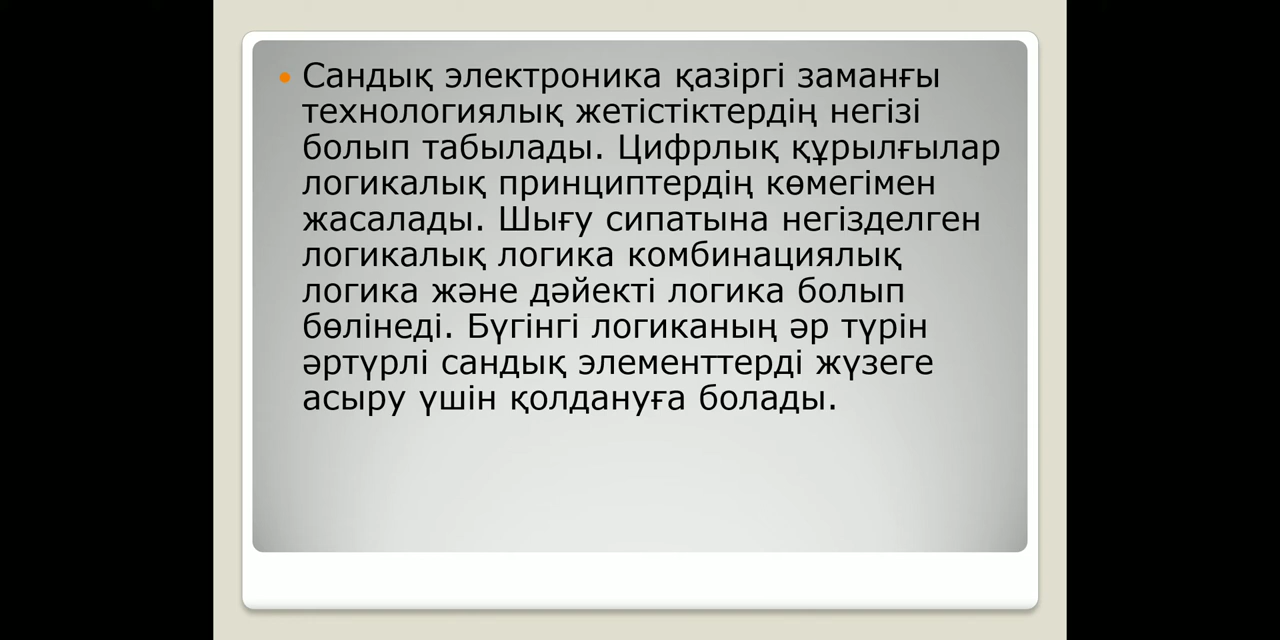 Сандық электроника қазіргі заманғы
технологиялық жетістіктердің негізі
болып табылады. Цифрлық құрылғылар
логикалық принциптердің көмегімен
жасалады. Шығу сипатына негізделген
логикалық логика комбинациялық
логика және дәйекті логика болып
бөлінеді. Бүгінгі логиканың әр түрін
әртүрлі сандық элементтерді жүзеге
асыру үшін қолдануға болады.